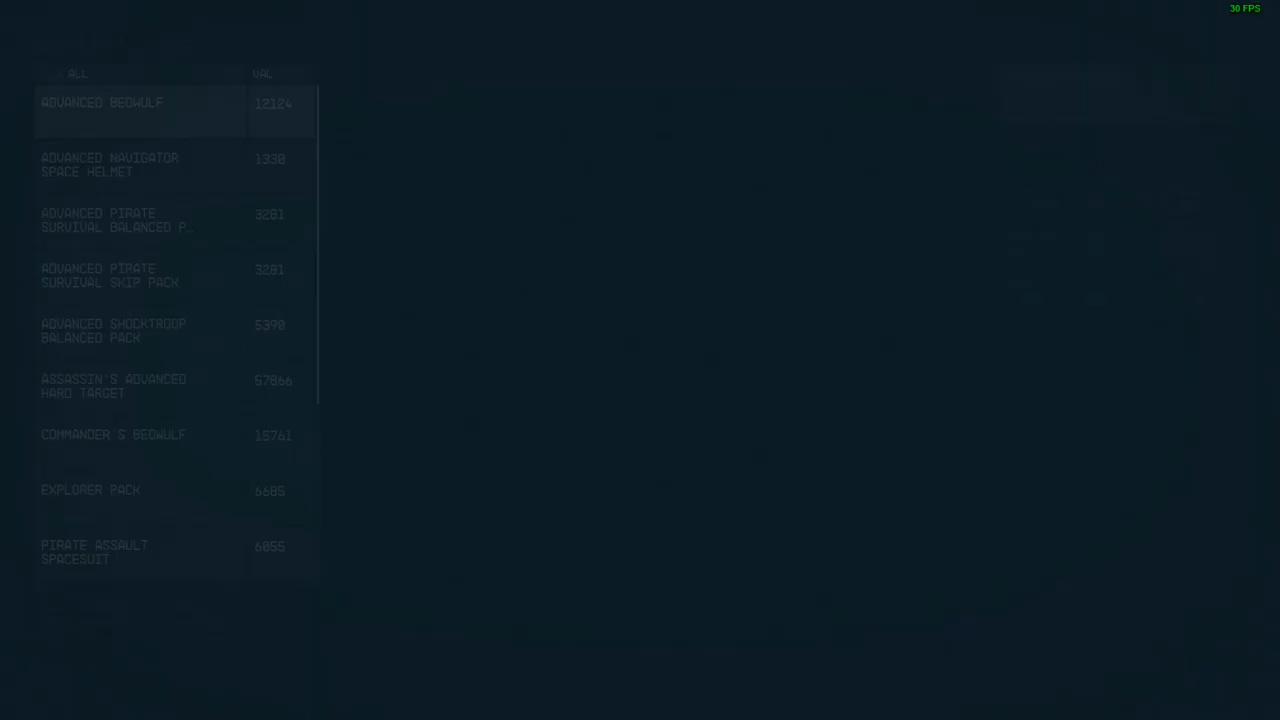 30 FPS
ALL VAL
ADVANCED BEOWULF 12124
ADVANCED NAVIGATOR 1330
SPACE HELMET
ADVANCED PIRATE 3281
SURVIVAL BALANCED P...
ADVANCED PIRATE 3281
SURVIVAL SKIP PACK
ADVANCED SHOCKTROOP 5390
BALANCED PACK
ASSASSIN'S ADVANCED 57866
HARD TARGET
COMMANDER'S BEOWULF 15761
EXPLORER PACK 6685
PIRATE ASSAULT 6855
SPACESUIT